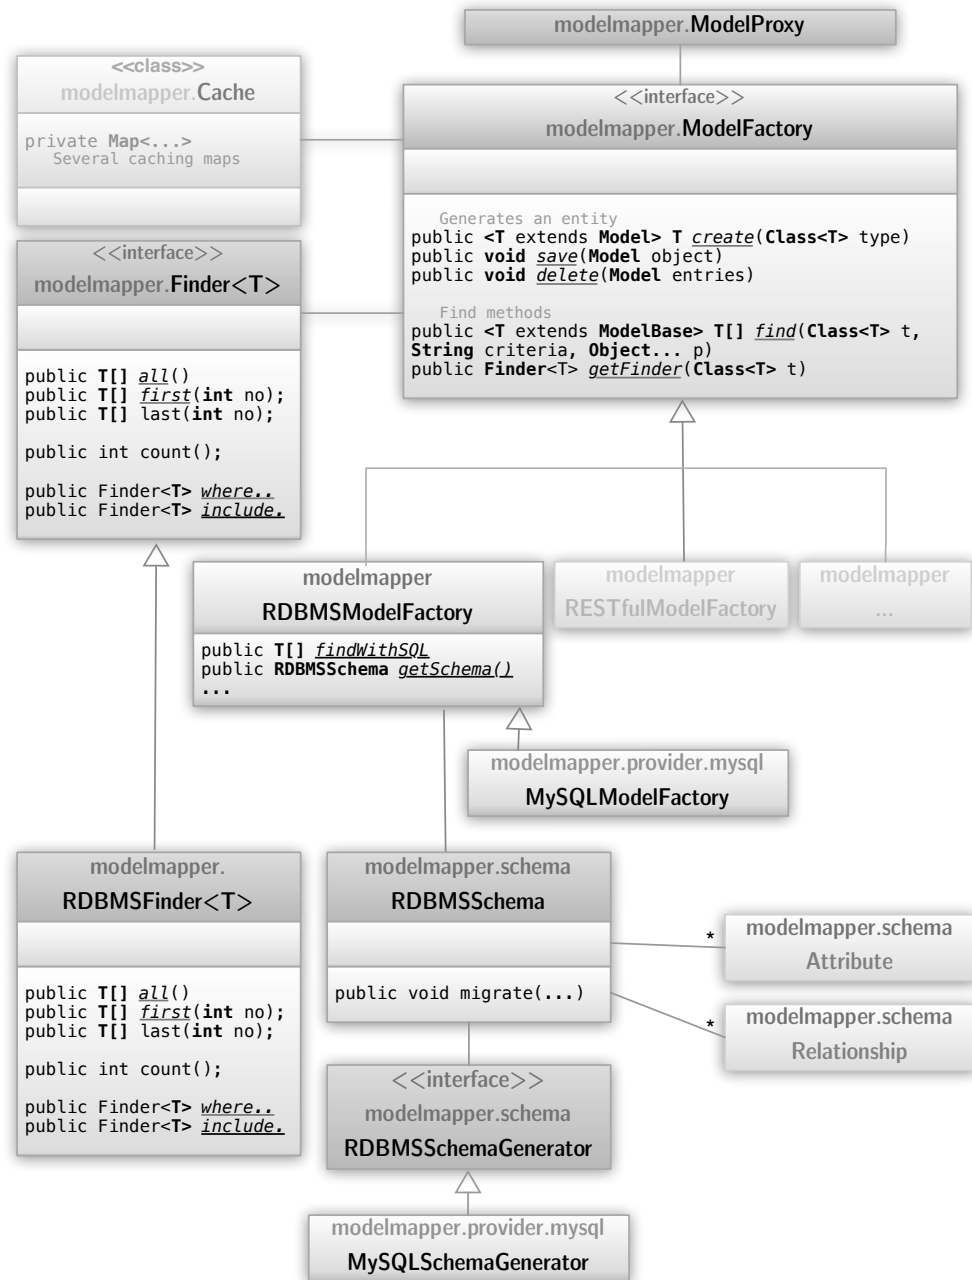 modelmapper.ModelProxy
<<class>>
modelmapper.Cache
private Map<...>
Several caching maps
<<interface>>
modelmapper.ModelFactory
Generates an entity
public <T extends Model> T create(Class<T> type)
public void save(Model object)
public void delete(Model entries)
Find methods
public <T extends ModelBase> T[] find(Class<T> t,
String criteria, Object... p)
public Finder<T> getFinder(Class<T> t)
<<interface>>
modelmapper.Finder<T>
public T[] all()
public T[] first(int no);
public T[] last(int no);
public int count();
public Finder<T> where..
public Finder<T> include.
modelmapper
RDBMSModelFactory
public T[] findWithSQL
public RDBMSSchema getSchema()
...
modelmapper
RESTfulModelFactory
modelmapper
...
modelmapper.provider.mysql
MySQLModelFactory
modelmapper.
RDBMSFinder<T>
public T[] all()
public T[] first(int no);
public T[] last(int no);
public int count();
public Finder<T> where..
public Finder<T> include.
modelmapper.schema
RDBMSSchema
public void migrate(...)
*
modelmapper.schema
Attribute
*
modelmapper.schema
Relationship
<<interface>>
modelmapper.schema
RDBMSSchemaGenerator
modelmapper.provider.mysql
MySQLSchemaGenerator